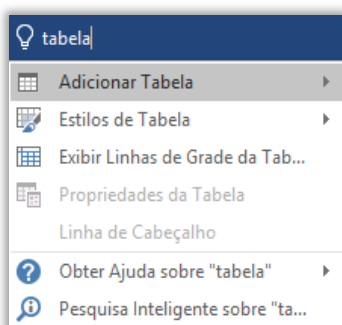 tabela
Adicionar Tabela
Estilos de Tabela
Exibir Linhas de Grade da Tab...
Propriedades da Tabela
Linha de Cabeçalho
Obter Ajuda sobre "tabela"
Pesquisa Inteligente sobre "ta...